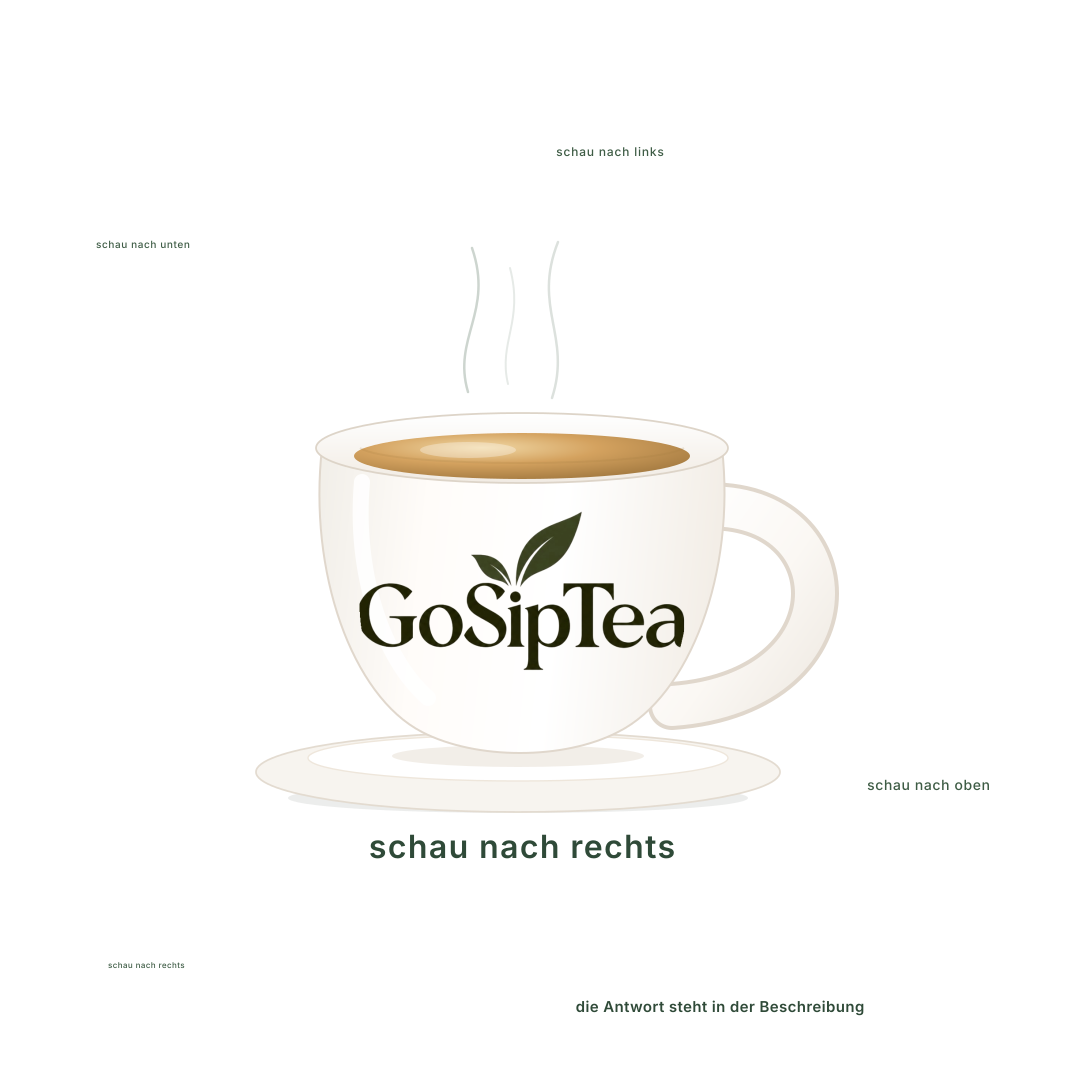 schau nach links
schau nach unten
GoSipTea
schau nach oben
schau nach rechts
schau nach rechts
die Antwort steht in der Beschreibung